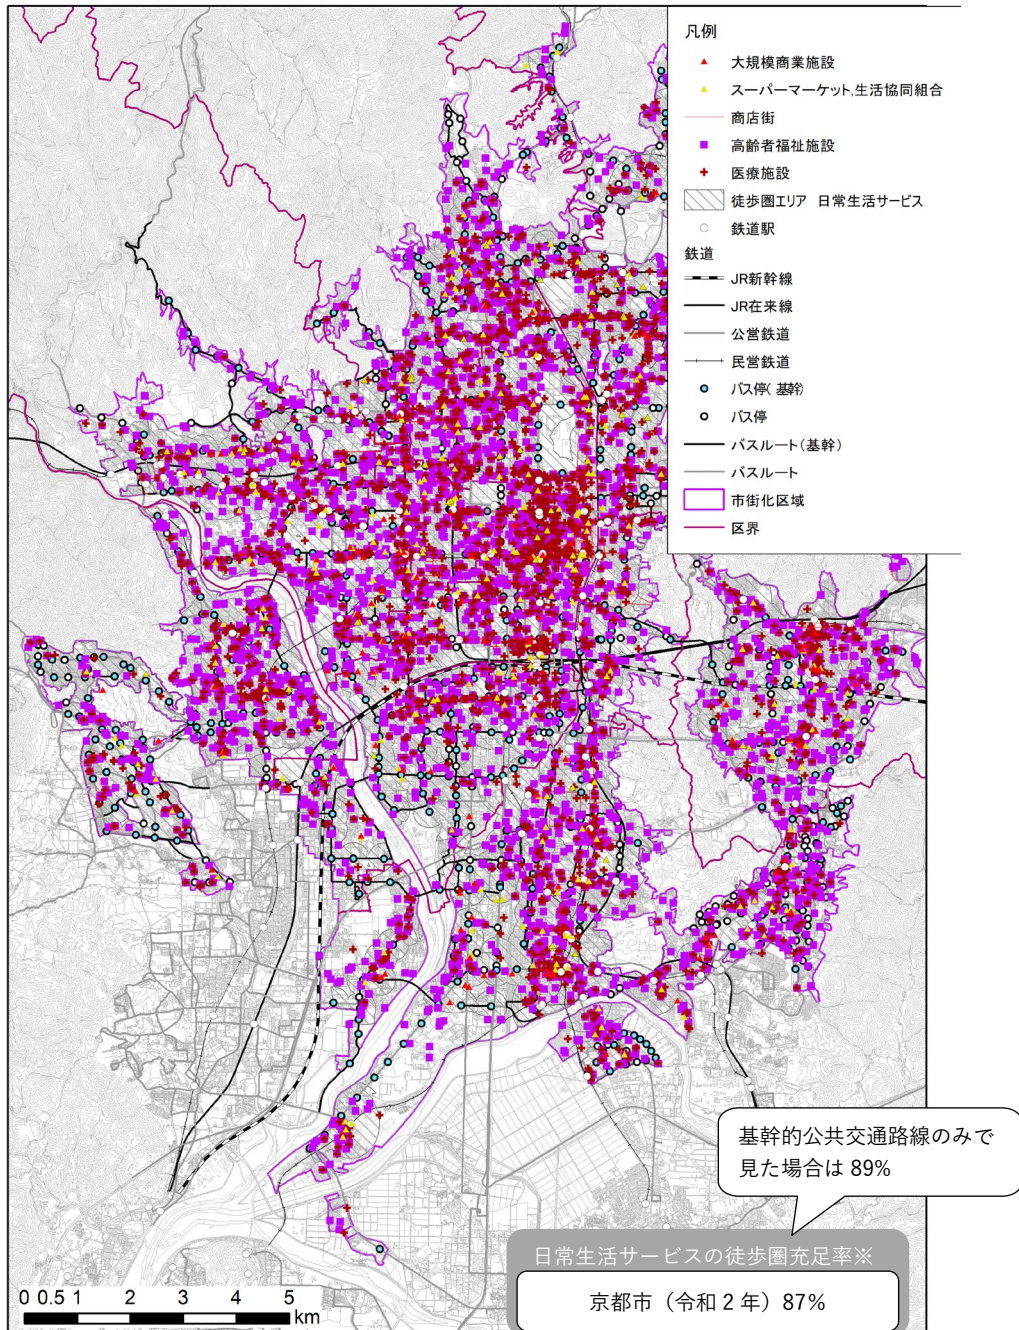 凡例
大規模商業施設
スーパーマーケット,生活協同組合
商店街
高齢者福祉施設
医療施設
徒歩圏エリア 日常生活サービス
鉄道駅
鉄道
JR新幹線
JR在来線
公営鉄道
民営鉄道
バス停(基幹)
バス停
バスルート(基幹)
バスルート
市街化区域
区界
基幹的公共交通路線のみで
見た場合は 89%
日常生活サービスの徒歩圏充足率※
京都市（令和２年）87%
0 0.5 1 2 3 4 5
km